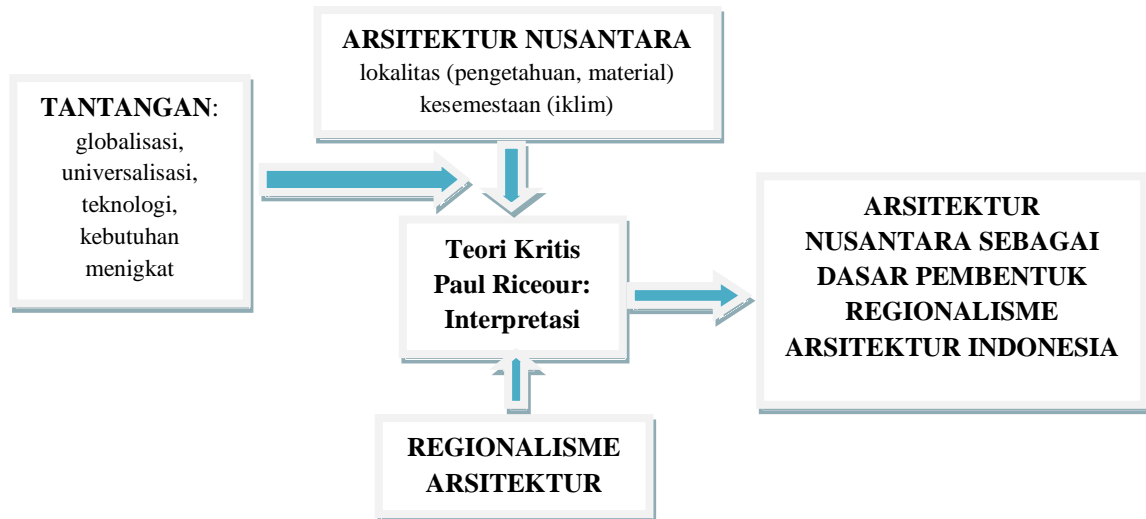 ARSITEKTUR NUSANTARA
lokalitas (pengetahuan, material)
kesemestaan (iklim)
TANTANGAN:
globalisasi,
universalisasi,
teknologi,
kebutuhan
menigkat
Teori Kritis
Paul Riceour:
Interpretasi
ARSITEKTUR
NUSANTARA SEBAGAI
DASAR PEMBENTUK
REGIONALISME
ARSITEKTUR INDONESIA
REGIONALISME
ARSITEKTUR